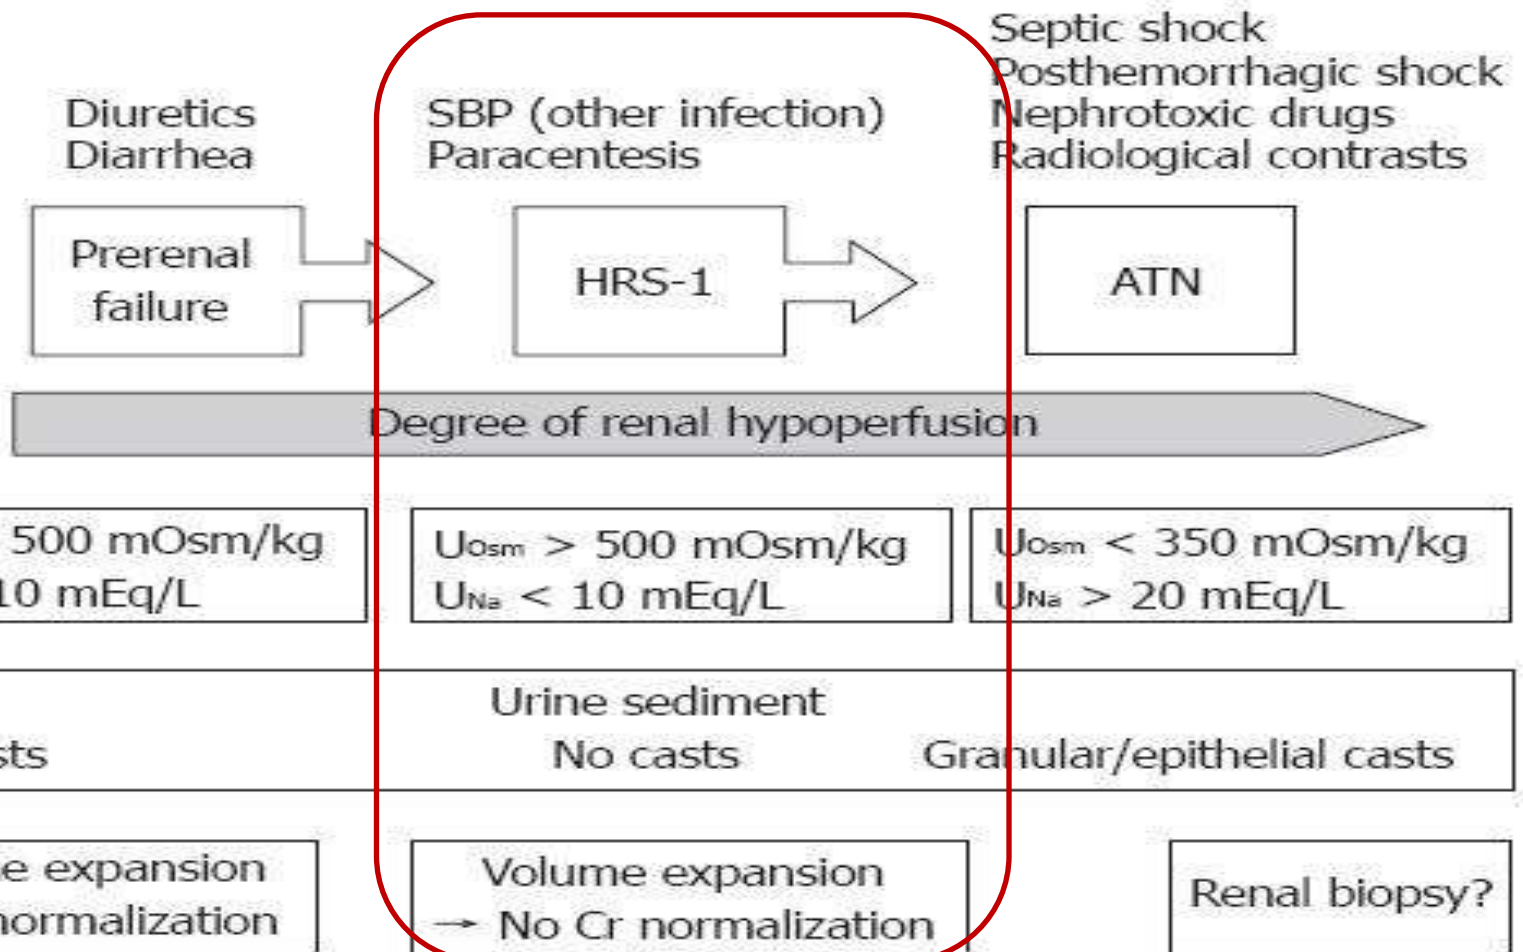 Diuretics
Diarrhea
SBP (other infection)
Paracentesis
Septic shock
Posthemorrhagic shock
Nephrotoxic drugs
Radiological contrasts
Prerenal
failure
HRS-1
ATN
Degree of renal hypoperfusion
500 mOsm/kg
10 mEq/L
UOsm > 500 mOsm/kg
UNa < 10 mEq/L
UOsm < 350 mOsm/kg
UNa > 20 mEq/L
Urine sediment
sts
No casts
Granular/epithelial casts
e expansion
normalization
Volume expansion
→ No Cr normalization
Renal biopsy?